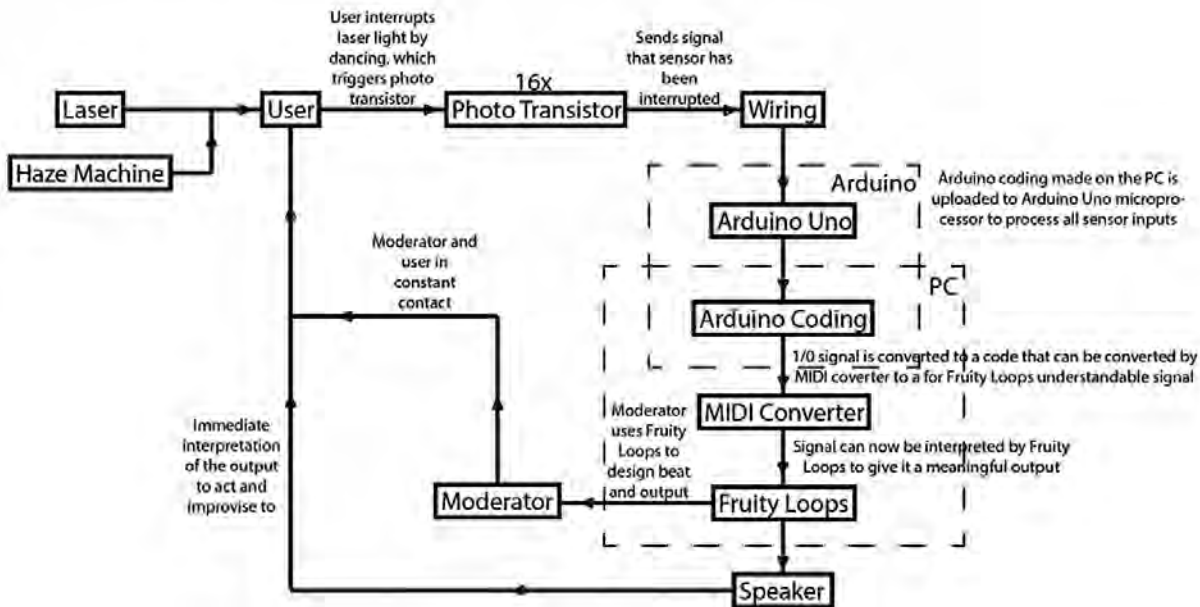 User interrupts
laser light by
dancing, which
triggers photo
transistor
Sends signal
that sensor has
been
interrupted
16x
Laser
User
Photo Transistor
Wiring
Haze Machine
Arduino
Arduino coding made on the PC is
uploaded to Arduino Uno micropro-
cessor to process all sensor inputs
Arduino Uno
Moderator and
user in
constant
contact
PC
Arduino Coding
1/0 signal is converted to a code that can be converted by
MIDI coverter to a for Fruity Loops understandable signal
MIDI Converter
Moderator
uses Fruity
Loops to
design beat
and output
Signal can now be interpreted by Fruity
Loops to give it a meaningful output
Immediate
interpretation
of the output
to act and
improvise to
Moderator
Fruity Loops
Speaker